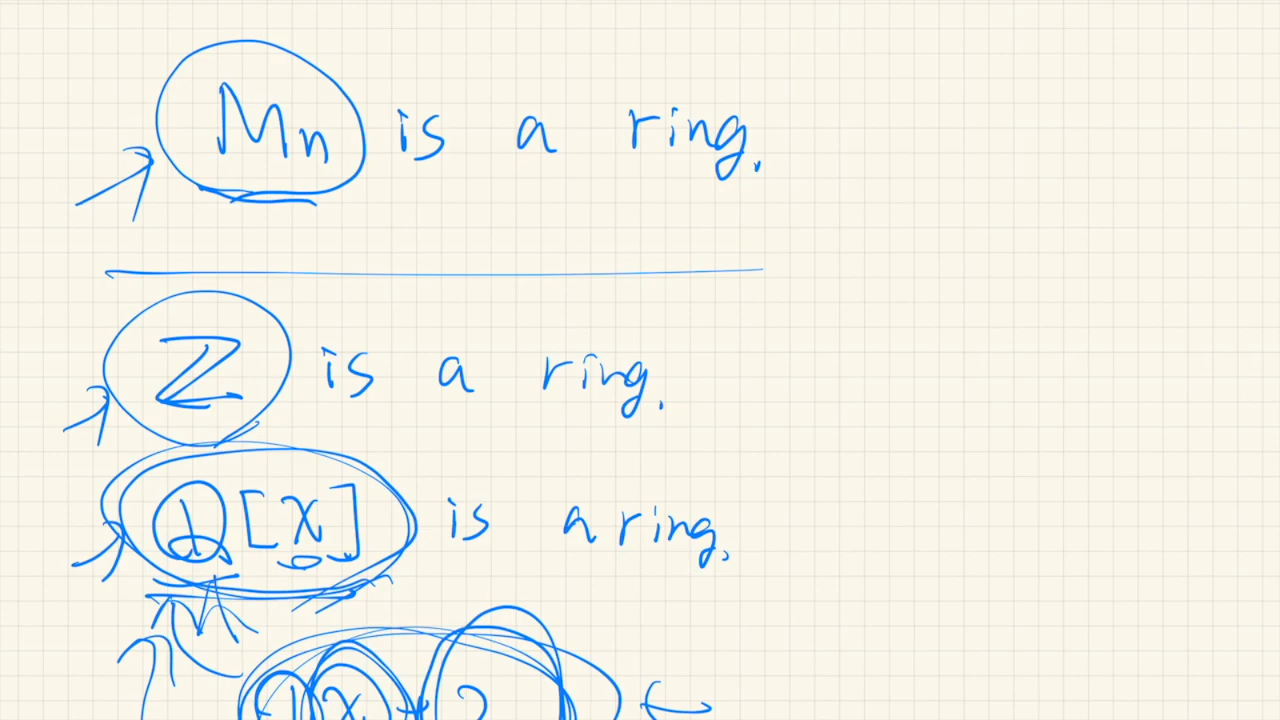 Mn is a ring.
ℤ is a ring.
ℚ[x] is a ring.